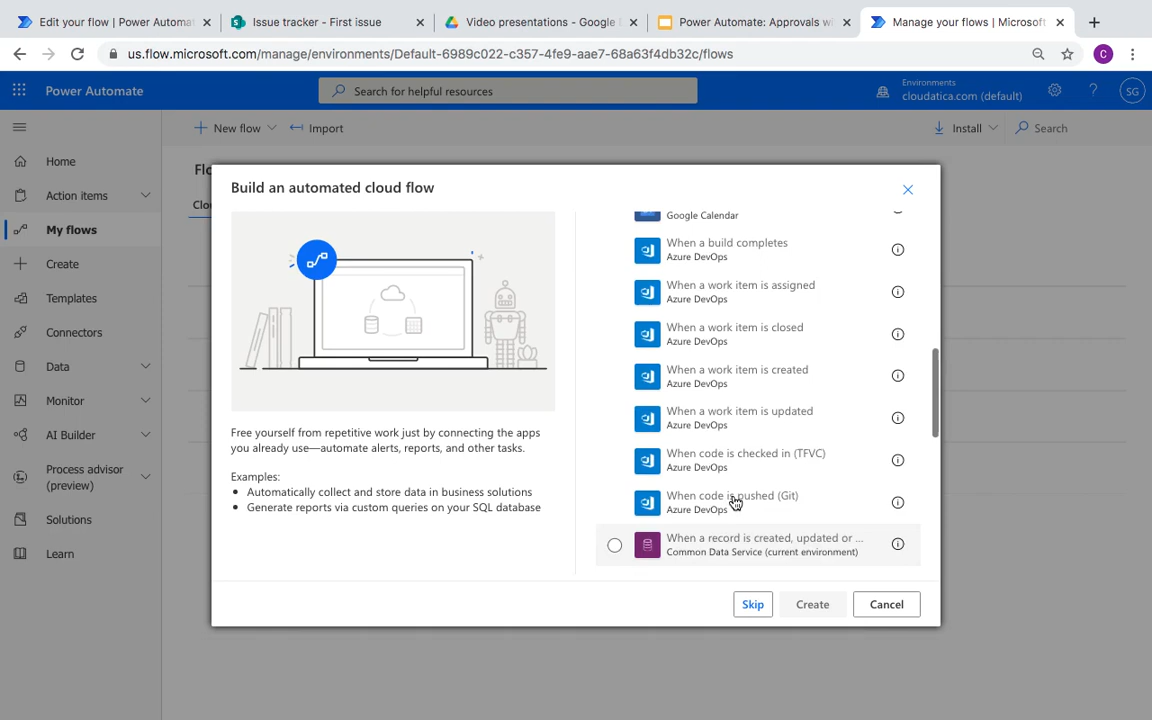 Edit your flow | Power Automat
Issue tracker - First issue
Video presentations - Google
Power Automate: Approvals w
Manage your flows | Microsof
us.flow.microsoft.com/manage/environments/Default-6989c022-c357-4fe9-aae7-68a63f4db32c/flows
C
Power Automate
Search for helpful resources
Environments
cloudatica.com (default)
?
SG
New flow
Import
Install
Search
Home
Action items
My flows
Create
Templates
Connectors
Data
Monitor
AI Builder
Process advisor
(preview)
Solutions
Learn
Build an automated cloud flow
Free yourself from repetitive work just by connecting the apps
you already use—automate alerts, reports, and other tasks.
Examples:
• Automatically collect and store data in business solutions
• Generate reports via custom queries on your SQL database
Google Calendar
When a build completes
Azure DevOps
When a work item is assigned
Azure DevOps
When a work item is closed
Azure DevOps
When a work item is created
Azure DevOps
When a work item is updated
Azure DevOps
When code is checked in (TFVC)
Azure DevOps
When code is pushed (Git)
Azure DevOps
When a record is created, updated or ...
Common Data Service (current environment)
Skip
Create
Cancel